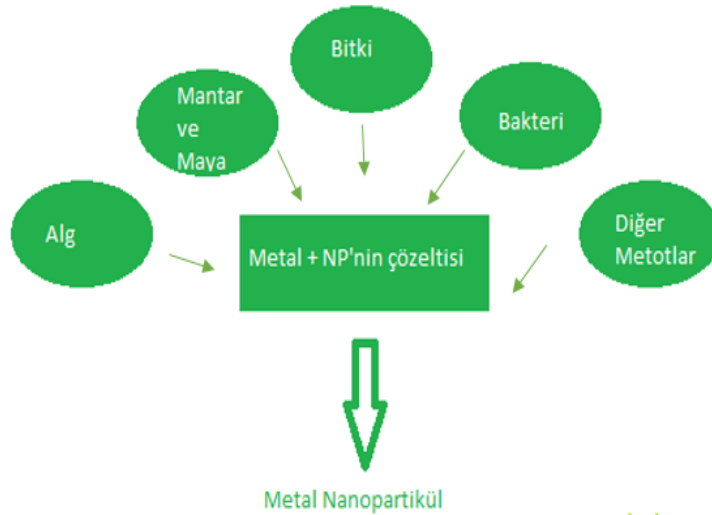 Bitki
Mantar
ve
Maya
Bakteri
Alg
Diğer
Metotlar
Metal + NP'nin çözeltisi
Metal Nanopartikül